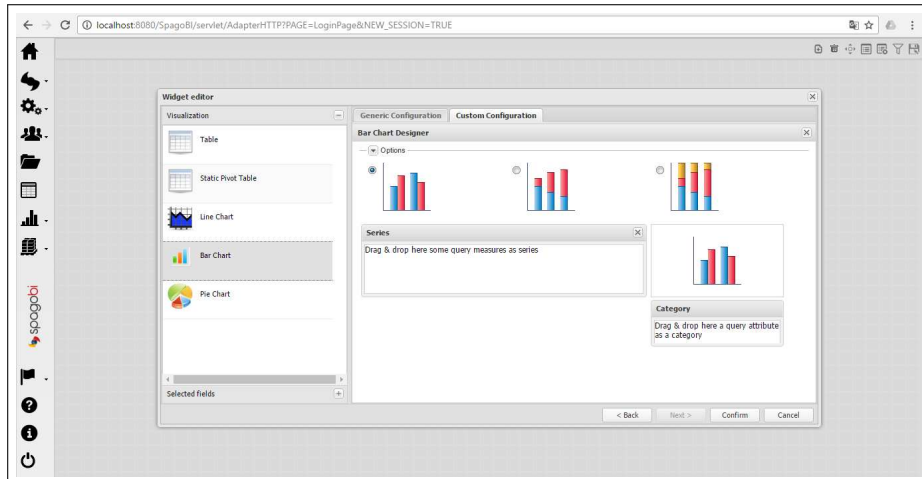 localhost:8080/SpagoBI/servlet/AdapterHTTP?PAGE=LoginPage&NEW_SESSION=TRUE
Widget editor
Visualization
Generic Configuration
Custom Configuration
Table
Static Pivot Table
Line Chart
Bar Chart
Pie Chart
Selected fields
Bar Chart Designer
Options
Series
Drag & drop here some query measures as series
Category
Drag & drop here a query attribute
as a category
< Back
Next >
Confirm
Cancel
spagobi